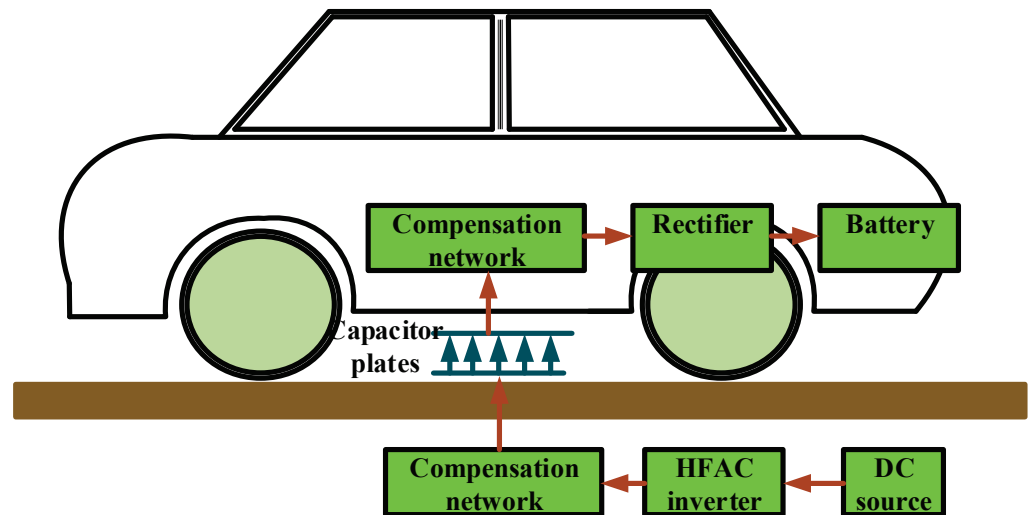 Compensation
network
Rectifier
Battery
Capacitor
plates
Compensation
network
HFAC
inverter
DC
source